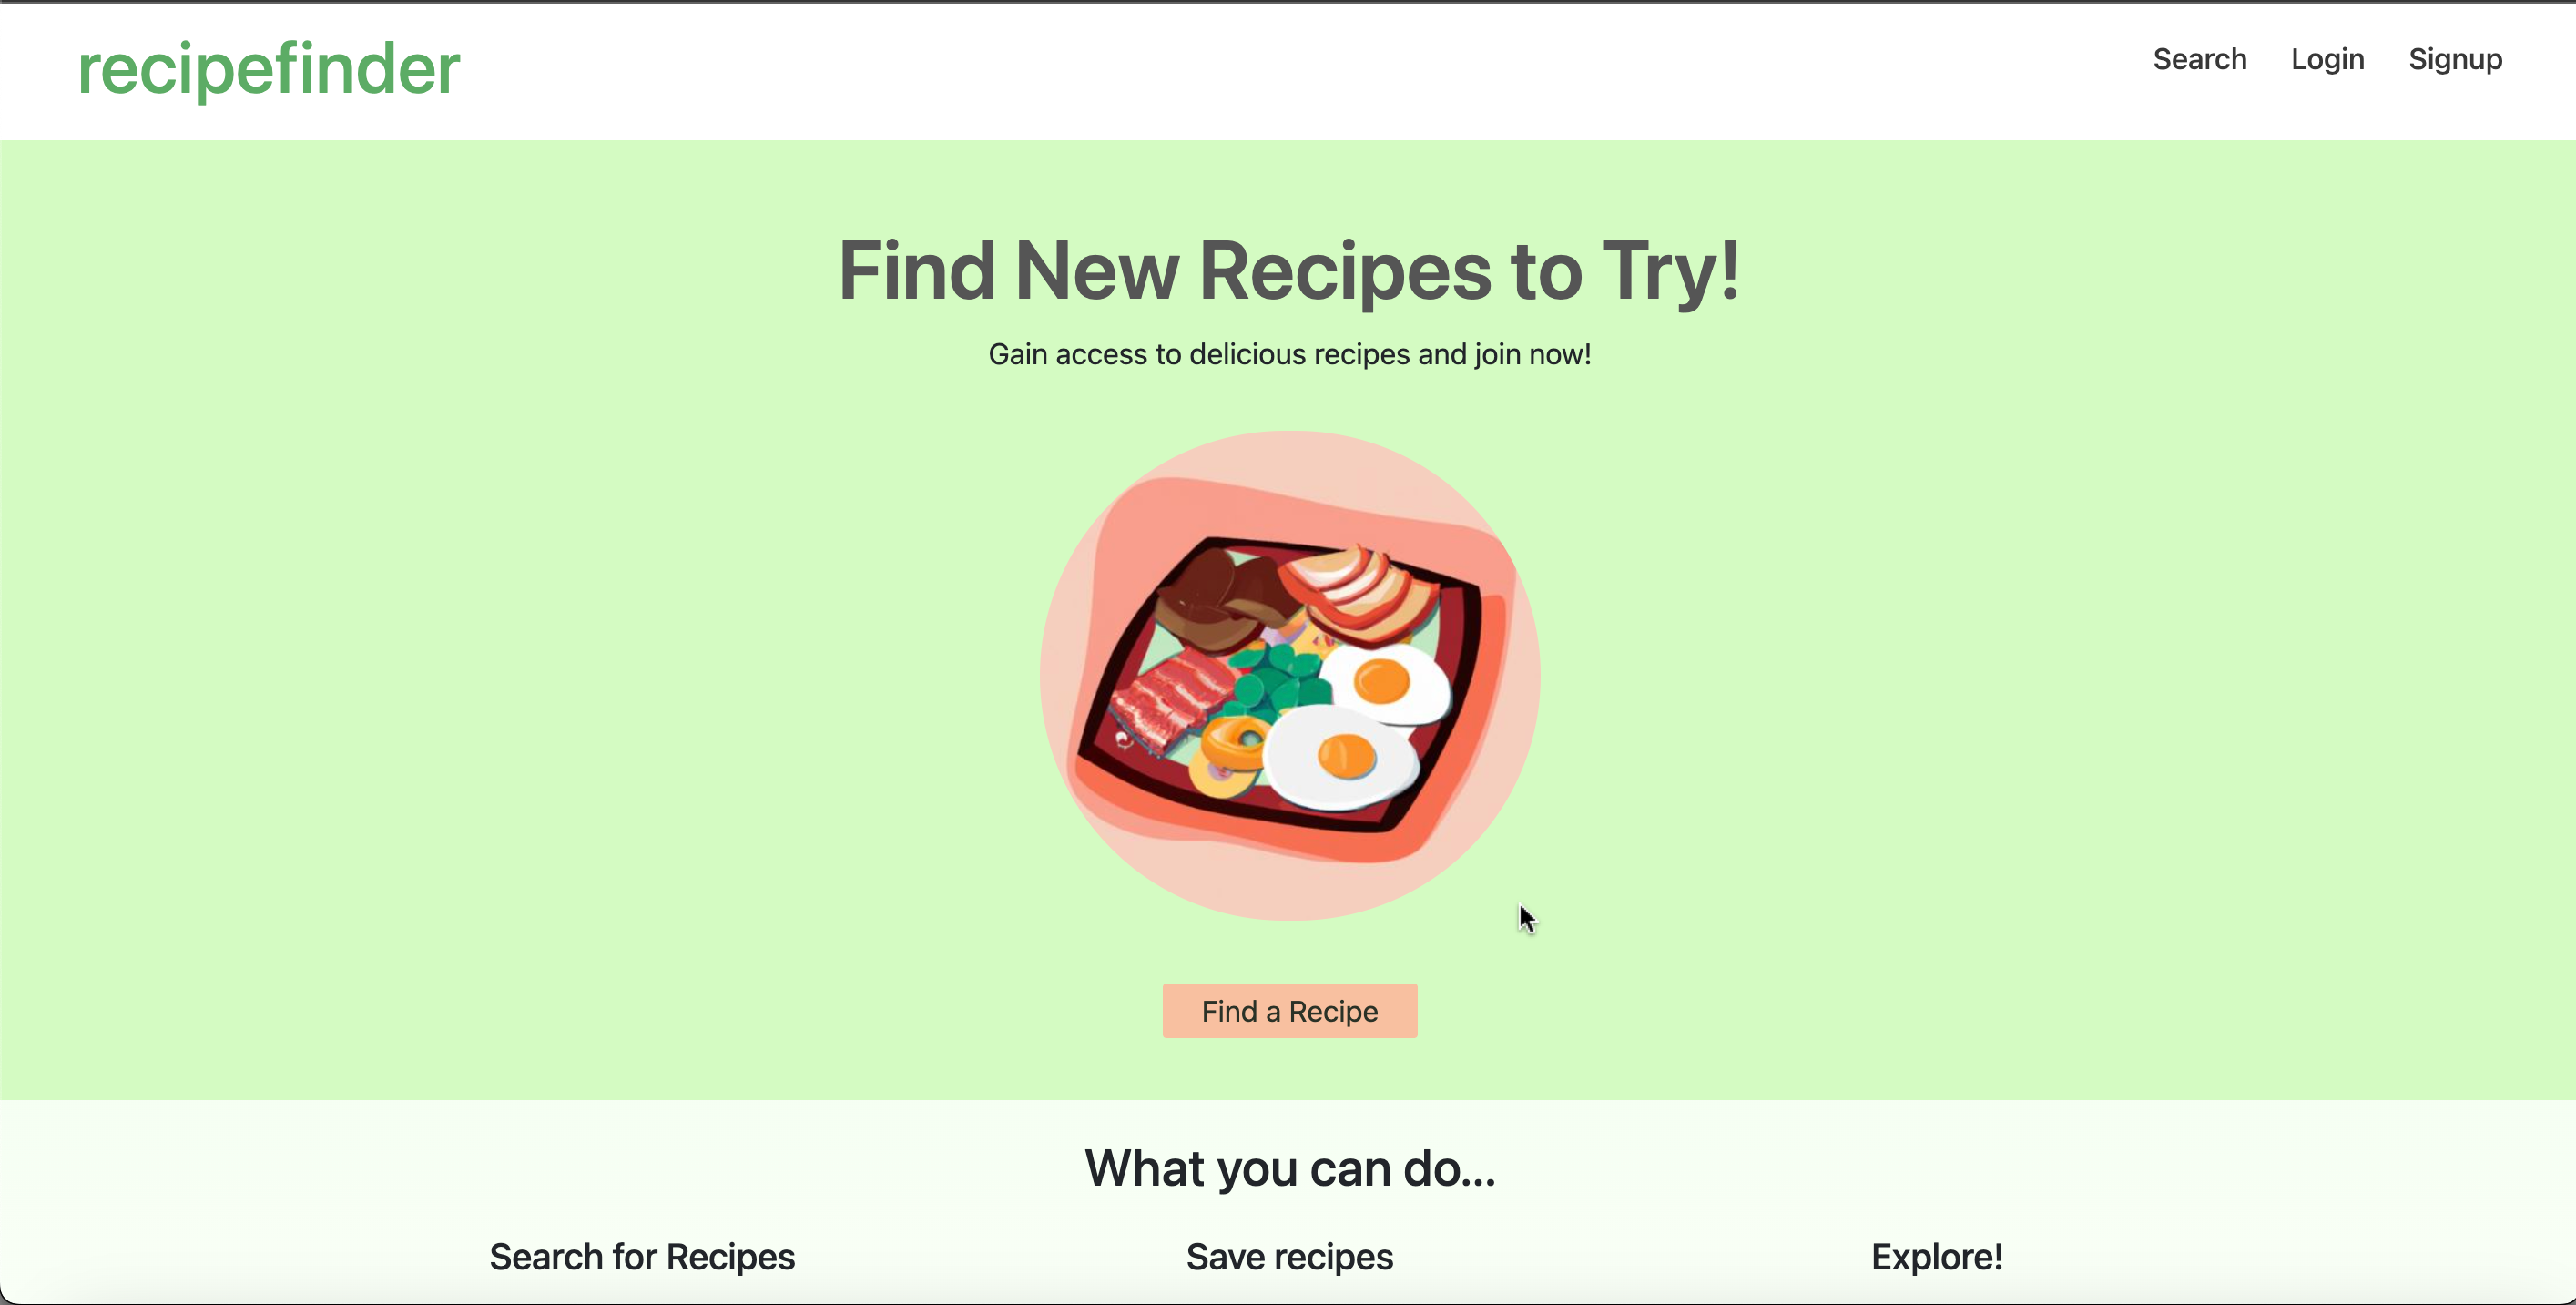 recipefinder
Search Login Signup
Find New Recipes to Try!
Gain access to delicious recipes and join now!
Find a Recipe
What you can do...
Search for Recipes Save recipes Explore!